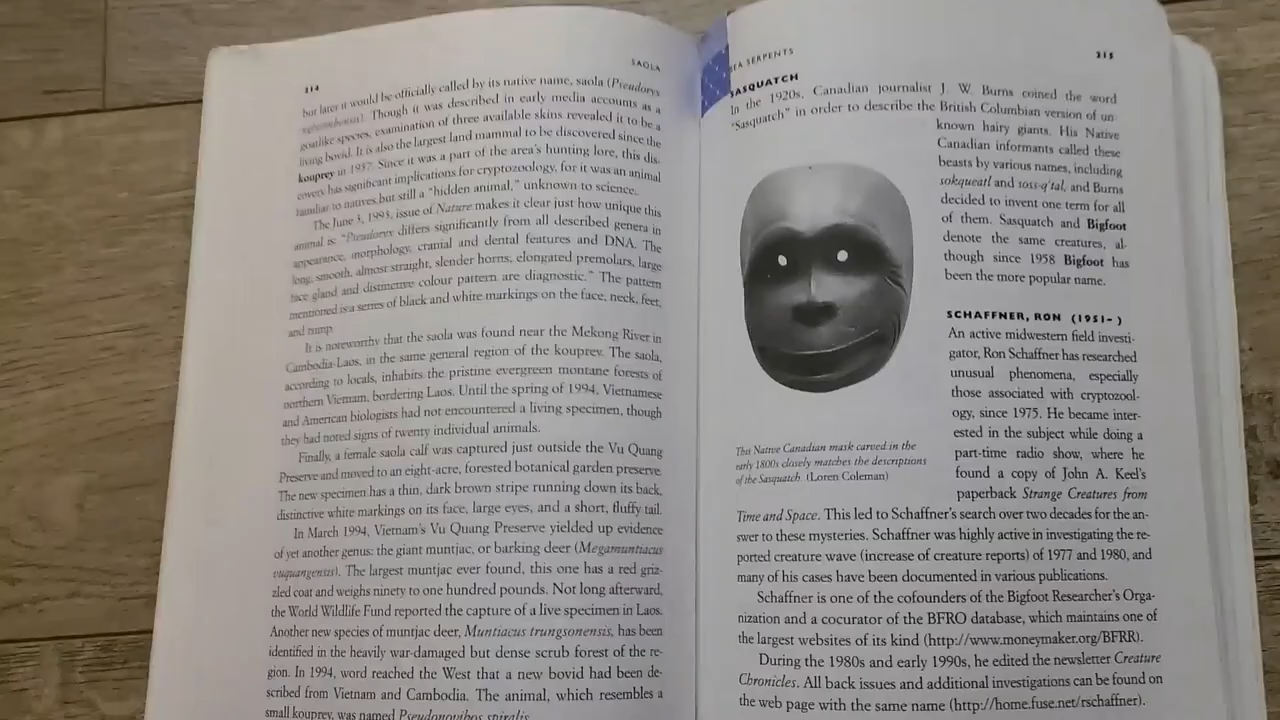 214
SAOLA
but later it would be officially called by its native name, saola (Pseudoryx
nghetinhensis). Though it was described in early media accounts as a
goatlike species, examination of three available skins revealed it to be a
living bovid. It is also the largest land mammal to be discovered since the
kouprey in 1937. Since it was a part of the area's hunting lore, this dis-
covery has significant implications for cryptozoology, for it was an animal
familiar to natives but still a "hidden animal," unknown to science.
The June 3, 1993, issue of Nature makes it clear just how unique this
animal is: "Pseudoryx differs significantly from all described genera in
appearance, morphology, cranial and dental features and DNA. The
long, smooth, almost straight, slender horns, elongated premolars, large
face gland and distinctive colour pattern are diagnostic." The pattern
mentioned is a series of black and white markings on the face, neck, feet,
and rump
It is noteworthy that the saola was found near the Mekong River in
Cambodia-Laos, in the same general region of the kouprey. The saola,
according to locals, inhabits the pristine evergreen montane forests of
northern Vietnam, bordering Laos. Until the spring of 1994, Vietnamese
and American biologists had not encountered a living specimen, though
they had noted signs of twenty individual animals.
Finally, a female saola calf was captured just outside the Vu Quang
Preserve and moved to an eight-acre, forested botanical garden preserve.
The new specimen has a thin, dark brown stripe running down its back,
distinctive white markings on its face, large eyes, and a short, fluffy tail.
In March 1994, Vietnam's Vu Quang Preserve yielded up evidence
of yet another genus: the giant muntjac, or barking deer (Megamuntiacus
vuquangensis). The largest muntjac ever found, this one has a red griz-
zled coat and weighs ninety to one hundred pounds. Not long afterward,
the World Wildlife Fund reported the capture of a live specimen in Laos.
Another new species of muntjac deer, Muntiacus trungsonensis, has been
identified in the heavily war-damaged but dense scrub forest of the re-
gion. In 1994, word reached the West that a new bovid had been de-
scribed from Vietnam and Cambodia. The animal, which resembles a
small kouprey, was named Pseudonovibos spiralis.
SEA SERPENTS
215
SASQUATCH
In the 1920s, Canadian journalist J. W. Burns coined the word
"Sasquatch" in order to describe the British Columbian version of un-
known hairy giants. His Native
Canadian informants called these
beasts by various names, including
sokqueatl and soss-q'tal, and Burns
decided to invent one term for all
of them. Sasquatch and Bigfoot
denote the same creatures, al-
though since 1958 Bigfoot has
been the more popular name.
This Native Canadian mask carved in the
early 1800s closely matches the descriptions
of the Sasquatch. (Loren Coleman)
SCHAFFNER, RON (1951- )
An active midwestern field investi-
gator, Ron Schaffner has researched
unusual phenomena, especially
those associated with cryptozool-
ogy, since 1975. He became inter-
ested in the subject while doing a
part-time radio show, where he
found a copy of John A. Keel's
paperback Strange Creatures from
Time and Space. This led to Schaffner's search over two decades for the an-
swer to these mysteries. Schaffner was highly active in investigating the re-
ported creature wave (increase of creature reports) of 1977 and 1980, and
many of his cases have been documented in various publications.
Schaffner is one of the cofounders of the Bigfoot Researcher's Orga-
nization and a cocurator of the BFRO database, which maintains one of
the largest websites of its kind (http://www.moneymaker.org/BFRR).
During the 1980s and early 1990s, he edited the newsletter Creature
Chronicles. All back issues and additional investigations can be found on
the web page with the same name (http://home.fuse.net/rschaffner).